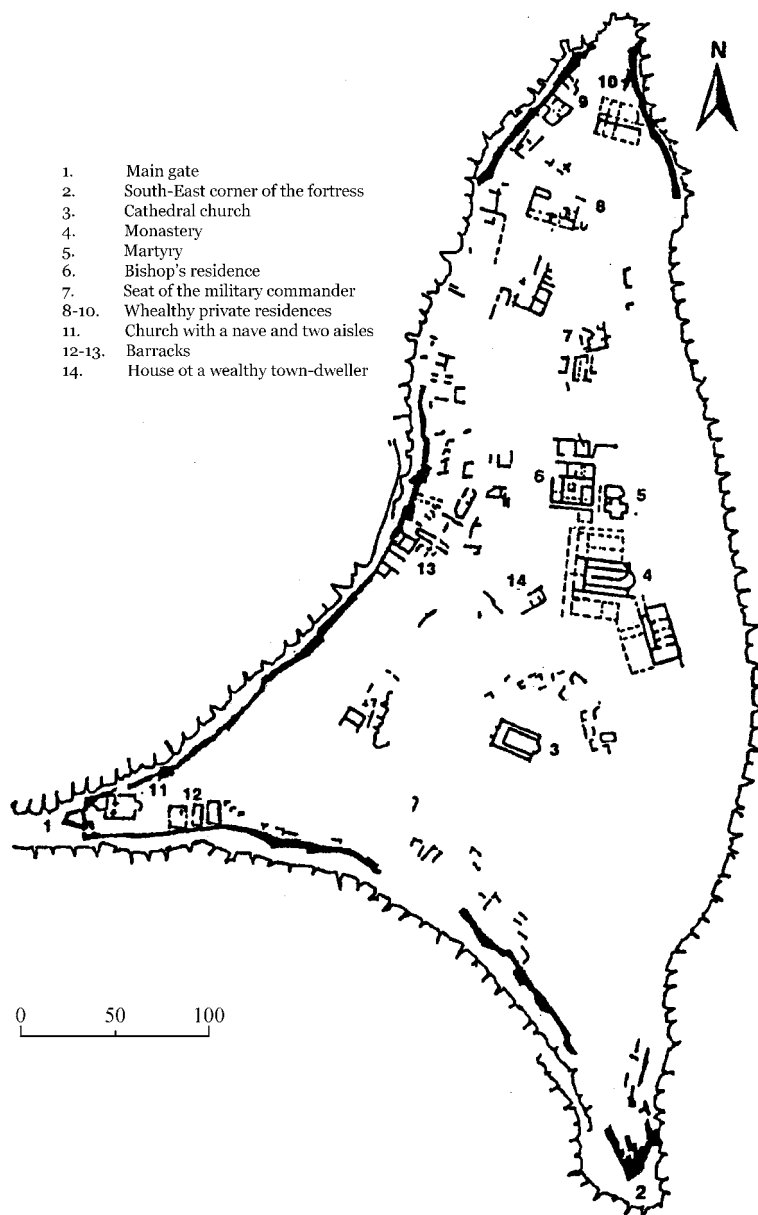 N
1. Main gate
2. South-East corner of the fortress
3. Cathedral church
4. Monastery
5. Martyry
6. Bishop's residence
7. Seat of the military commander
8-10. Whealthy private residences
11. Church with a nave and two aisles
12-13. Barracks
14. House ot a wealthy town-dweller
10
9
8
7
6
5
13
14
4
3
11
12
1
0 50 100
2